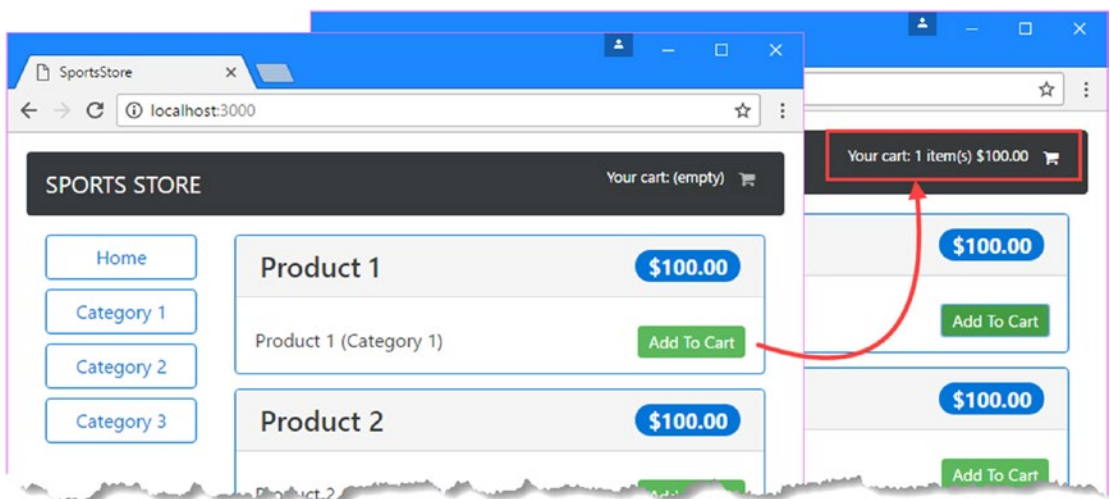 SportsStore
localhost:3000
SPORTS STORE
Your cart: (empty)
Home
Category 1
Category 2
Category 3
Product 1
$100.00
Product 1 (Category 1)
Add To Cart
Product 2
$100.00
Your cart: 1 item(s) $100.00
$100.00
Add To Cart
$100.00
Add To Cart